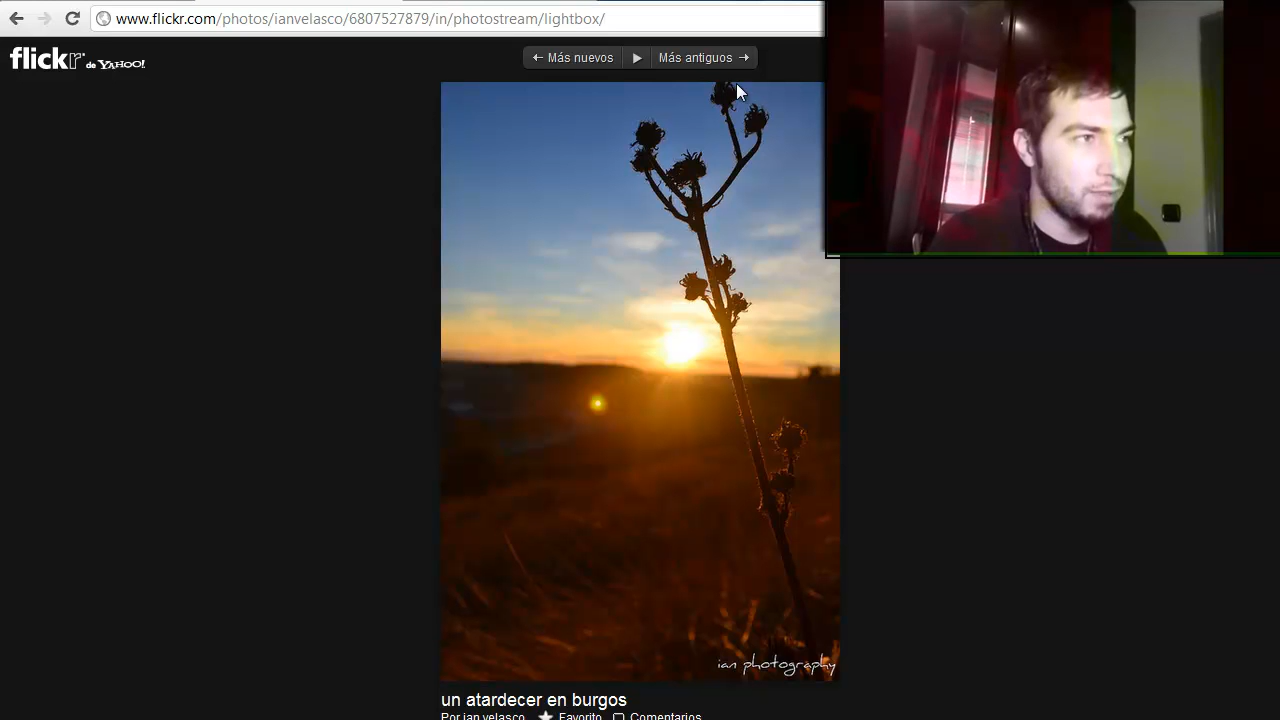 www.flickr.com/photos/ianvelasco/6807527879/in/photostream/lightbox/
flickr de YAHOO!
← Más nuevos
Más antiguos →
ian photography
un atardecer en burgos
Por ian velasco Favorito Comentarios